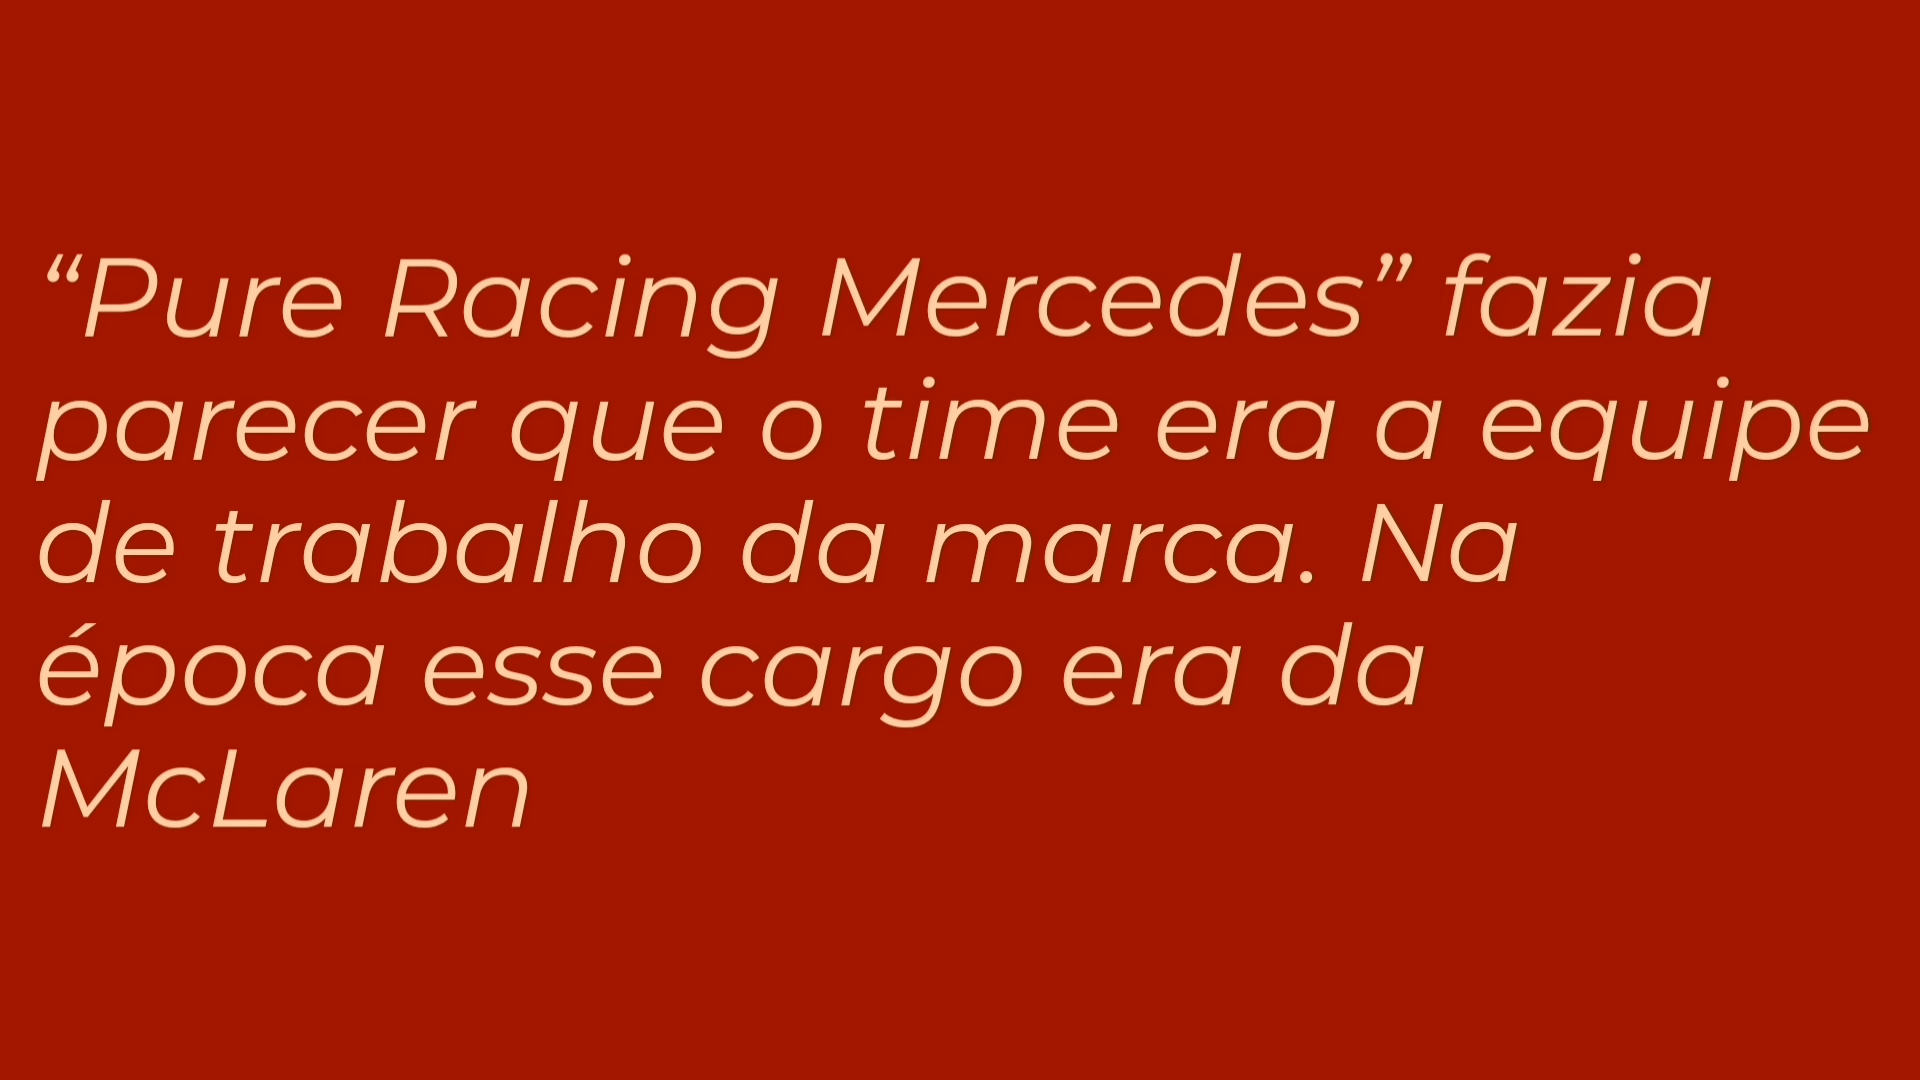 “Pure Racing Mercedes” fazia
parecer que o time era a equipe
de trabalho da marca. Na
época esse cargo era da
McLaren